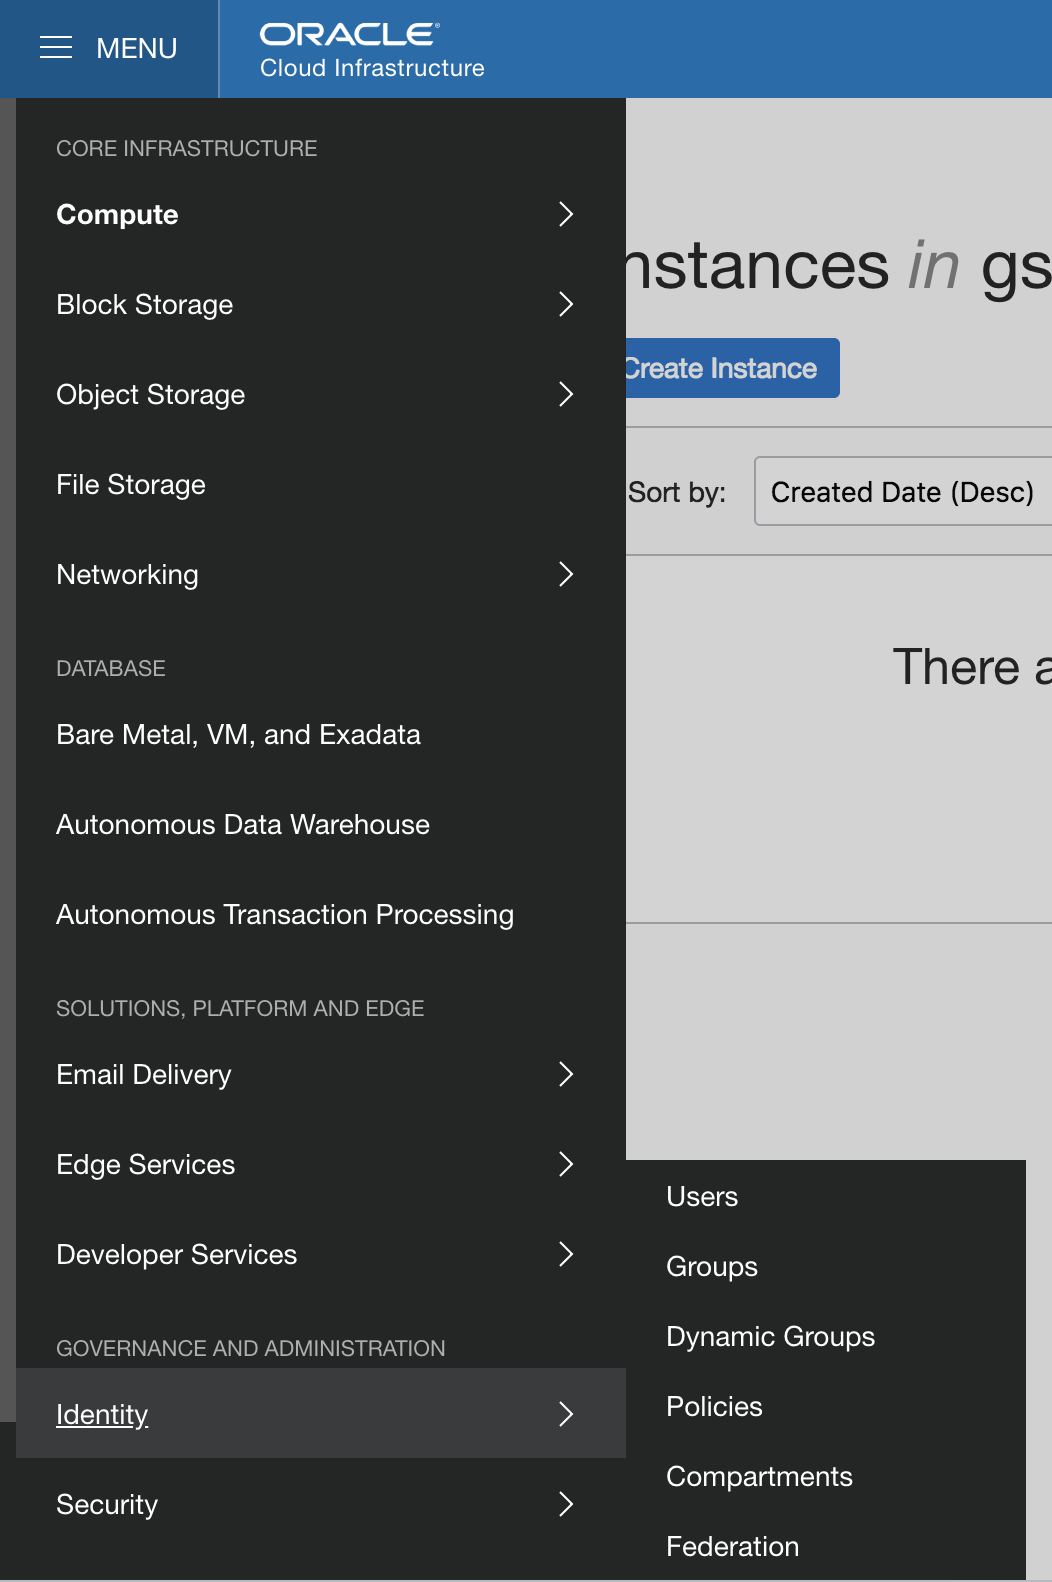 MENU
ORACLE®
Cloud Infrastructure
CORE INFRASTRUCTURE
Compute
Block Storage
Object Storage
File Storage
Networking
DATABASE
Bare Metal, VM, and Exadata
Autonomous Data Warehouse
Autonomous Transaction Processing
SOLUTIONS, PLATFORM AND EDGE
Email Delivery
Edge Services
Developer Services
GOVERNANCE AND ADMINISTRATION
Identity
Security
Users
Groups
Dynamic Groups
Policies
Compartments
Federation
nstances in gs
Create Instance
Sort by: Created Date (Desc)
There a